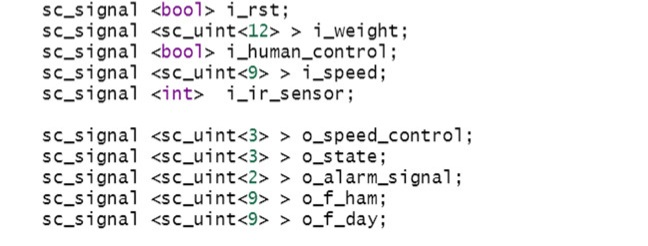 sc_signal <bool> i_rst;
sc_signal <sc_uint<12> > i_weight;
sc_signal <bool> i_human_control;
sc_signal <sc_uint<9> > i_speed;
sc_signal <int>  i_ir_sensor;

sc_signal <sc_uint<3> > o_speed_control;
sc_signal <sc_uint<3> > o_state;
sc_signal <sc_uint<2> > o_alarm_signal;
sc_signal <sc_uint<9> > o_f_ham;
sc_signal <sc_uint<9> > o_f_day;